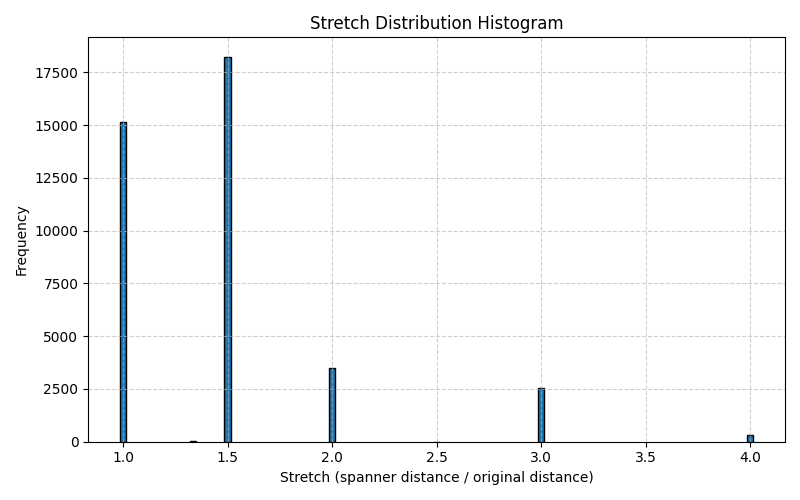 Stretch Distribution Histogram
17500
15000
12500
10000
7500
5000
2500
0
Frequency
1.0 1.5 2.0 2.5 3.0 3.5 4.0
Stretch (spanner distance / original distance)